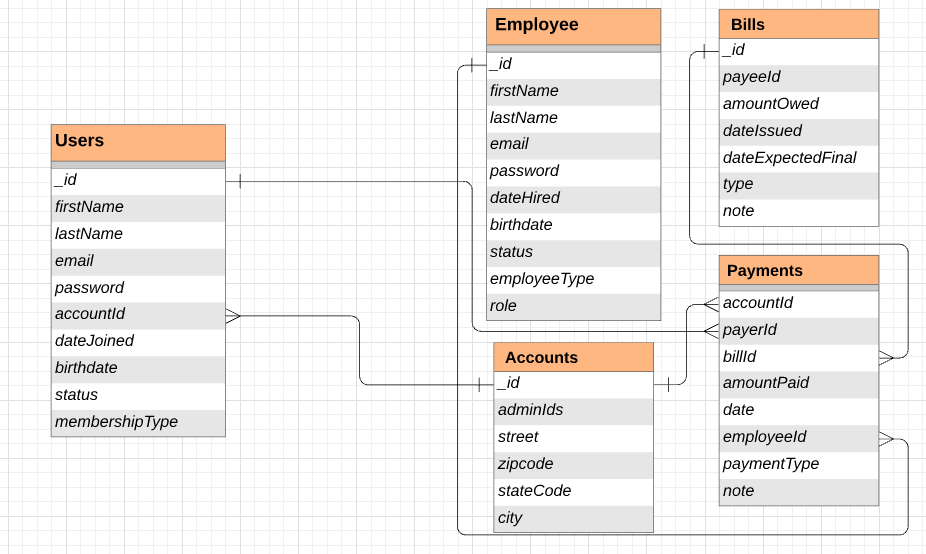 Users
_id
firstName
lastName
email
password
accountId
dateJoined
birthdate
status
membershipType
Employee
_id
firstName
lastName
email
password
dateHired
birthdate
status
employeeType
role
Accounts
_id
adminIds
street
zipcode
stateCode
city
Bills
_id
payeeId
amountOwed
dateIssued
dateExpectedFinal
type
note
Payments
accountId
payerId
billId
amountPaid
date
employeeId
paymentType
note